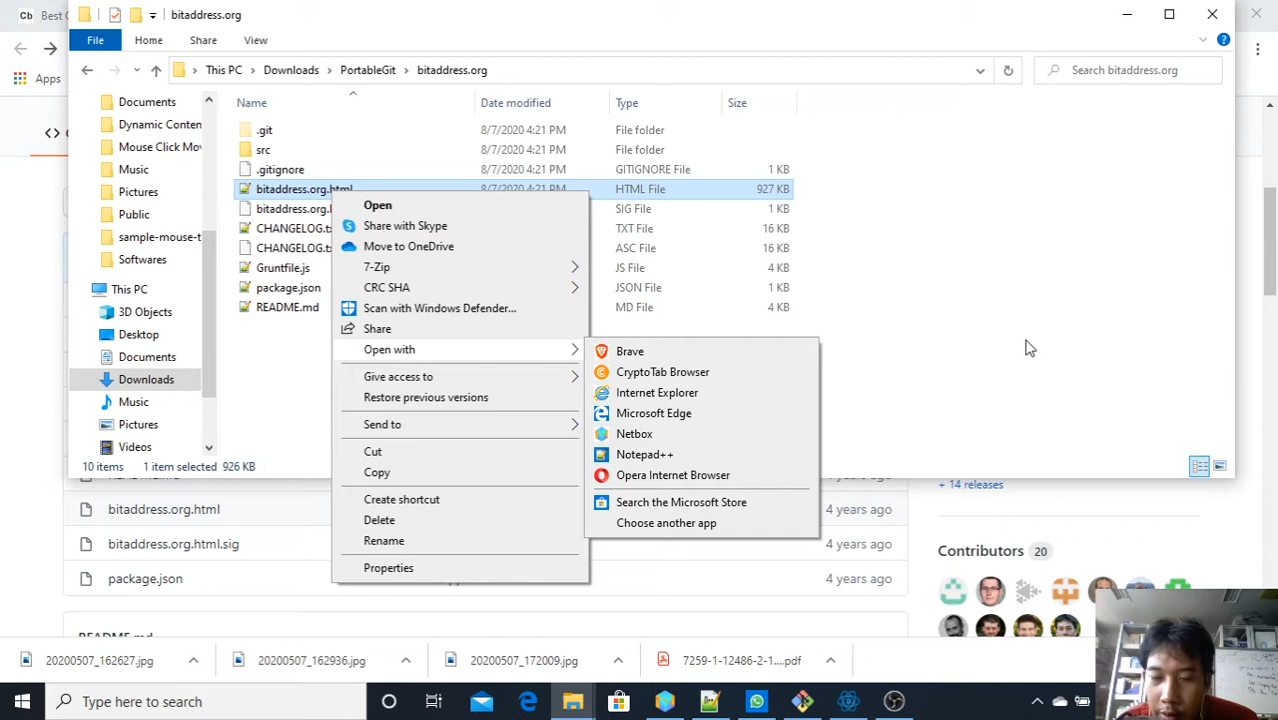 Cb Best C
bitaddress.org
File Home Share View
This PC Downloads PortableGit bitaddress.org
Search bitaddress.org
Apps
Name Date modified Type Size
Documents
Dynamic Conten
Mouse Click Mov
Music
Pictures
Public
sample-mouse-t
Softwares
This PC
3D Objects
Desktop
Documents
Downloads
Music
Pictures
Videos
.git 8/7/2020 4:21 PM File folder
src 8/7/2020 4:21 PM File folder
.gitignore 8/7/2020 4:21 PM GITIGNORE File 1 KB
bitaddress.org.html 8/7/2020 4:21 PM HTML File 927 KB
bitaddress.org. SIG File 1 KB
CHANGELOG.t TXT File 16 KB
CHANGELOG.t ASC File 16 KB
Gruntfile.js JS File 4 KB
package.json JSON File 1 KB
README.md MD File 4 KB
Open
Share with Skype
Move to OneDrive
7-Zip
CRC SHA
Scan with Windows Defender...
Share
Open with
Give access to
Restore previous versions
Send to
Cut
Copy
Create shortcut
Delete
Rename
Properties
Brave
CryptoTab Browser
Internet Explorer
Microsoft Edge
Netbox
Notepad++
Opera Internet Browser
Search the Microsoft Store
Choose another app
10 items 1 item selected 926 KB
+ 14 releases
bitaddress.org.html 4 years ago
bitaddress.org.html.sig 4 years ago
package.json 4 years ago
Contributors 20
README.md
20200507_162627.jpg 20200507_162936.jpg 20200507_172009.jpg 7259-1-12486-2-1....pdf
Type here to search